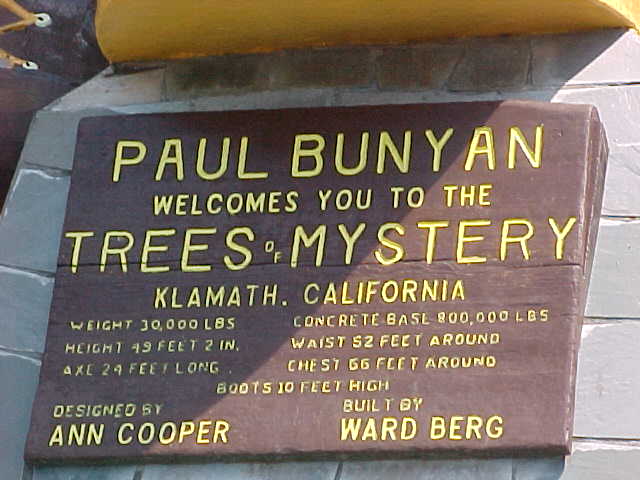 PAUL BUNYAN
WELCOMES YOU TO THE
TREES OF MYSTERY
KLAMATH. CALIFORNIA
WEIGHT 30,000 LBS CONCRETE BASE 800,000 LBS
HEIGHT 49 FEET 2 IN. WAIST 52 FEET AROUND
AXE 24 FEET LONG. CHEST 66 FEET AROUND
BOOTS 10 FEET HIGH
DESIGNED BY BUILT BY
ANN COOPER WARD BERG